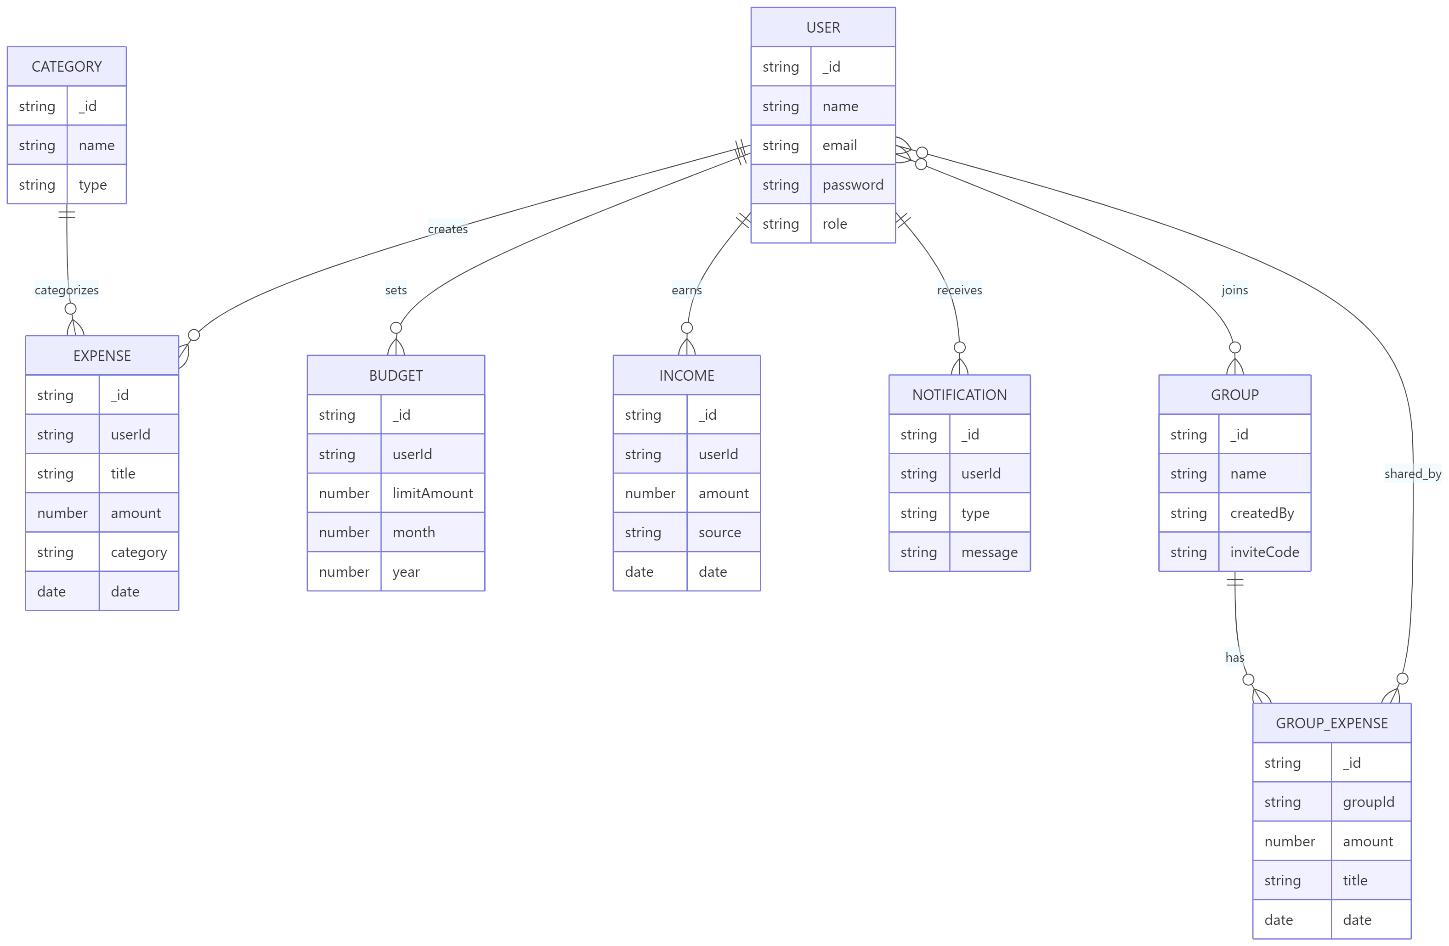 USER
string _id
string name
string email
string password
string role
CATEGORY
string _id
string name
string type
creates
categorizes
sets
earns
receives
joins
shared_by
EXPENSE
string _id
string userId
string title
number amount
string category
date date
BUDGET
string _id
string userId
number limitAmount
number month
number year
INCOME
string _id
string userId
number amount
string source
date date
NOTIFICATION
string _id
string userId
string type
string message
GROUP
string _id
string name
string createdBy
string inviteCode
has
GROUP_EXPENSE
string _id
string groupId
number amount
string title
date date